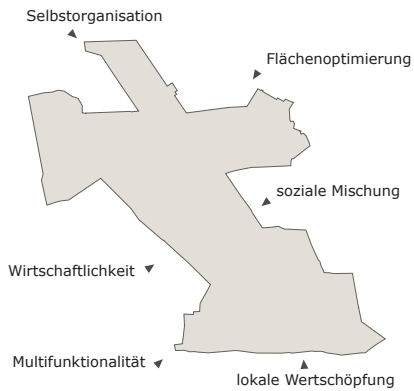 Selbstorganisation
Flächenoptimierung
soziale Mischung
Wirtschaftlichkeit
Multifunktionalität
lokale Wertschöpfung